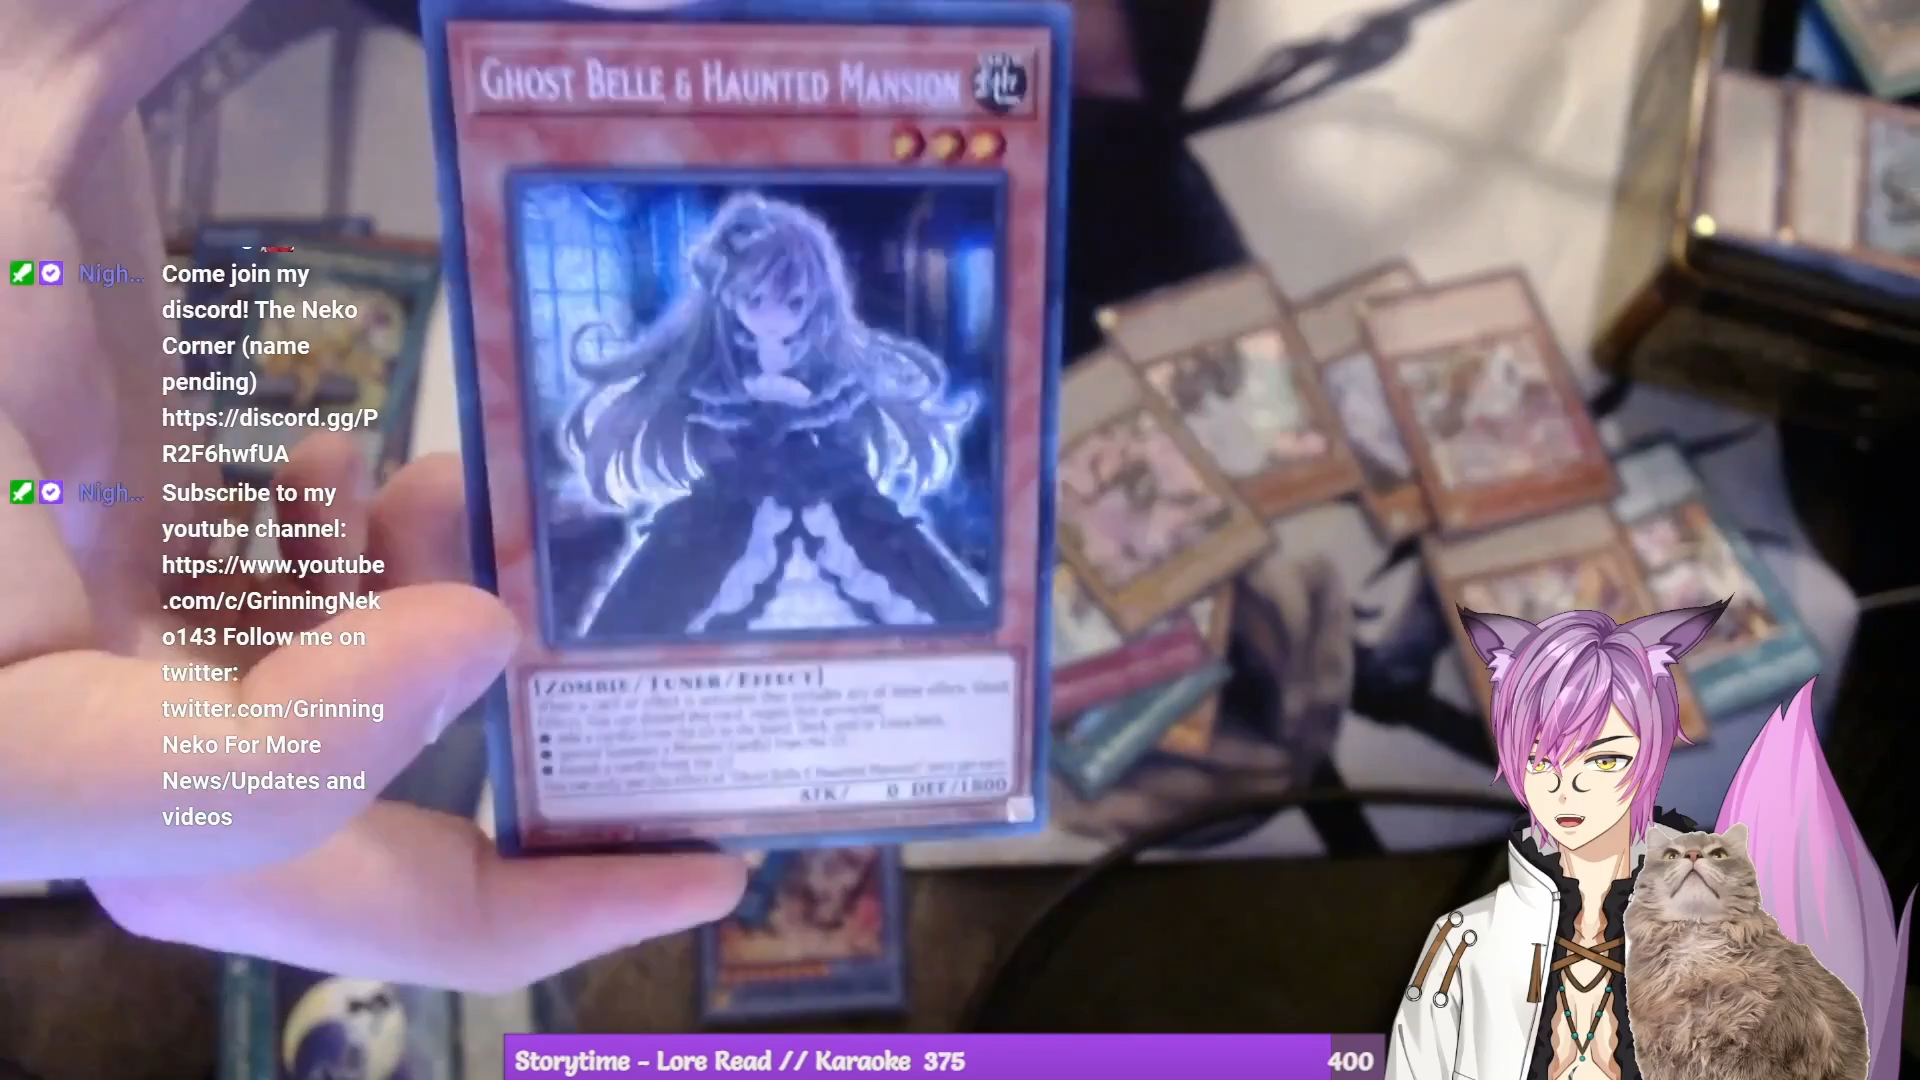 GHOST BELLE & HAUNTED MANSION
Nigh... Come join my
discord! The Neko
Corner (name
pending)
https://discord.gg/P
R2F6hwfUA
Nigh... Subscribe to my
youtube channel:
https://www.youtube
.com/c/GrinningNek
o143 Follow me on
twitter:
twitter.com/Grinning
Neko For More
News/Updates and
videos
[ZOMBIE/TUNER/EFFECT]
ATK/ 0 DEF/1800
Storytime - Lore Read // Karaoke 375
400